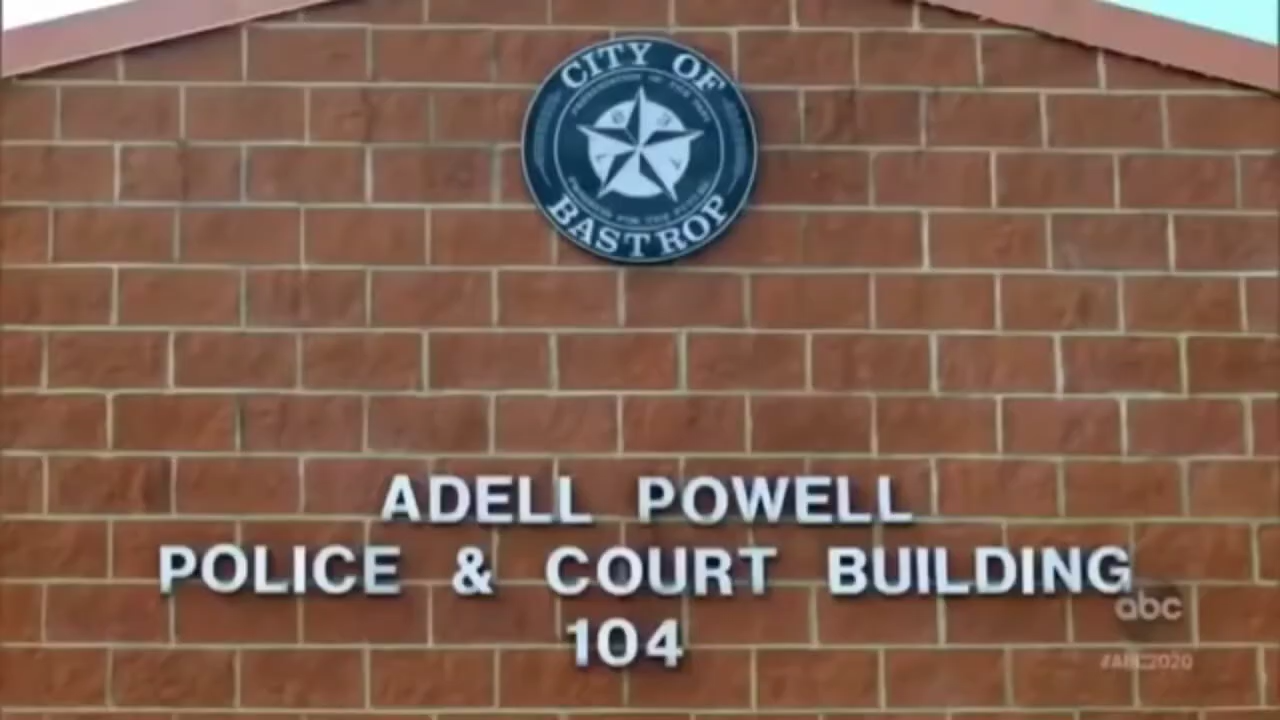 CITY OF
BASTROP
ADELL POWELL
POLICE & COURT BUILDING
104
abc
#ABC2020